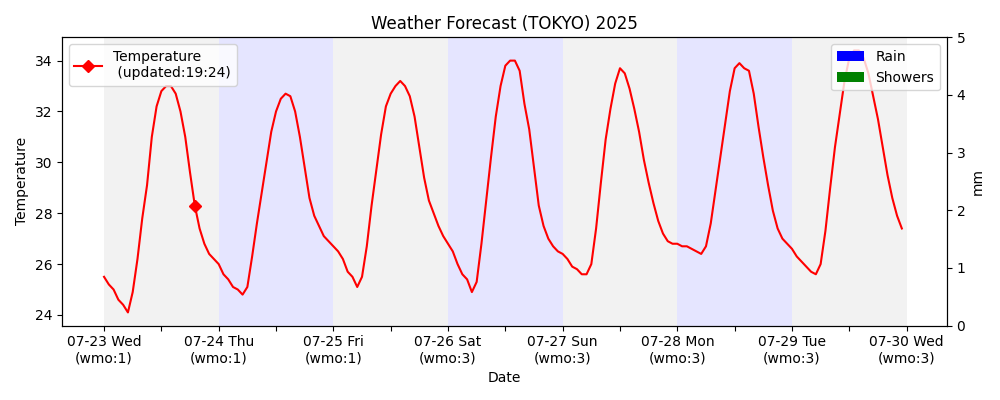 Weather Forecast (TOKYO) 2025
Temperature
(updated:19:24)
Rain
Showers
34
32
30
28
26
24
Temperature
5
4
3
2
1
0
mm
07-23 Wed
(wmo:1)
07-24 Thu
(wmo:1)
07-25 Fri
(wmo:1)
07-26 Sat
(wmo:3)
07-27 Sun
(wmo:3)
07-28 Mon
(wmo:3)
07-29 Tue
(wmo:3)
07-30 Wed
(wmo:3)
Date